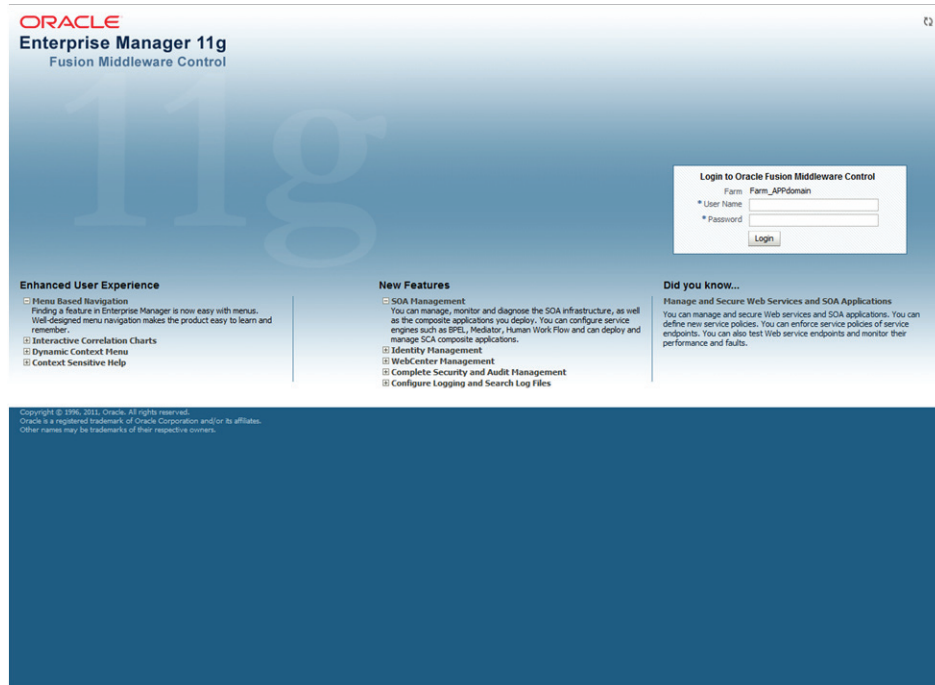 ORACLE
Enterprise Manager 11g
Fusion Middleware Control
11g
Login to Oracle Fusion Middleware Control
Farm Farm_APPdomain
* User Name
* Password
Login
Enhanced User Experience
Menu Based Navigation
Finding a feature in Enterprise Manager is now easy with menus.
Well-designed menu navigation makes the product easy to learn and
remember.
Interactive Correlation Charts
Dynamic Context Menu
Context Sensitive Help
New Features
SOA Management
You can manage, monitor and diagnose the SOA infrastructure, as well
as the composite applications you deploy. You can configure service
engines such as BPEL, Mediator, Human Work Flow and can deploy and
manage SCA composite applications.
Identity Management
WebCenter Management
Complete Security and Audit Management
Configure Logging and Search Log Files
Did you know...
Manage and Secure Web Services and SOA Applications
You can manage and secure Web services and SOA applications. You can
define new service policies. You can enforce service policies of service
endpoints. You can also test Web service endpoints and monitor their
performance and faults.
Copyright © 1996, 2011, Oracle. All rights reserved.
Oracle is a registered trademark of Oracle Corporation and/or its affiliates.
Other names may be trademarks of their respective owners.